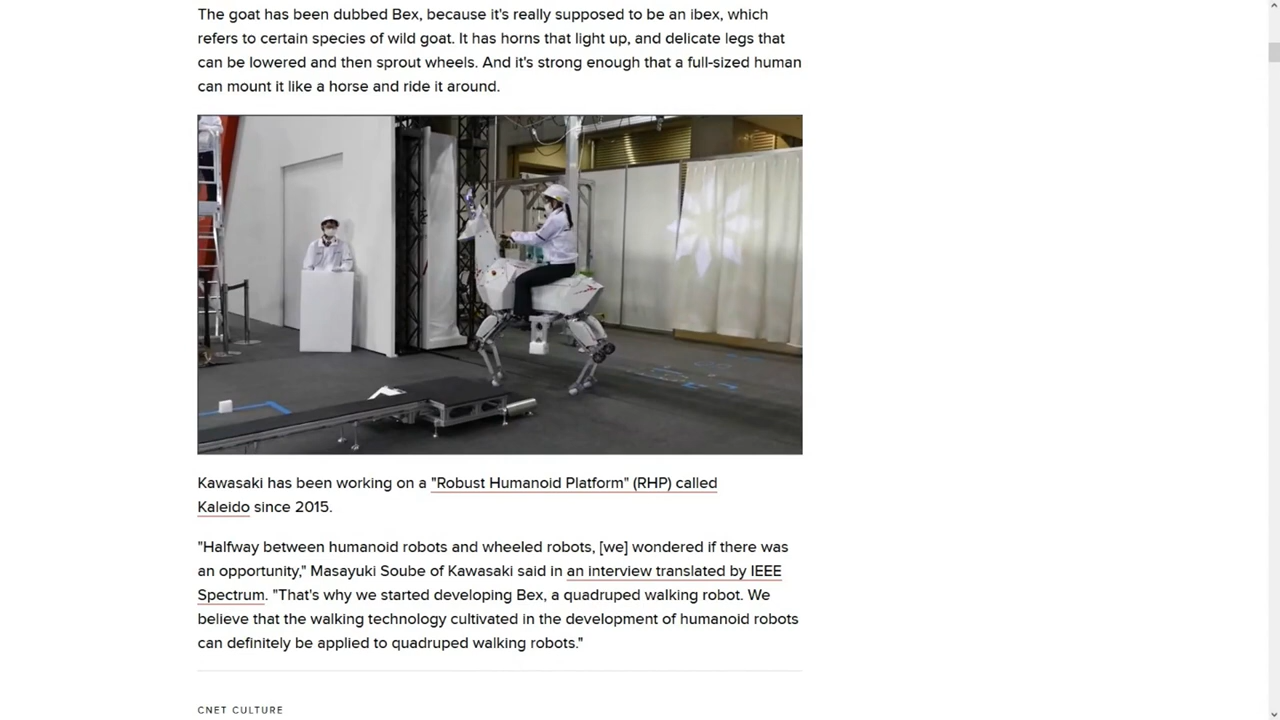 The goat has been dubbed Bex, because it's really supposed to be an ibex, which
refers to certain species of wild goat. It has horns that light up, and delicate legs that
can be lowered and then sprout wheels. And it's strong enough that a full-sized human
can mount it like a horse and ride it around.
Kawasaki has been working on a "Robust Humanoid Platform" (RHP) called
Kaleido since 2015.
"Halfway between humanoid robots and wheeled robots, [we] wondered if there was
an opportunity," Masayuki Soube of Kawasaki said in an interview translated by IEEE
Spectrum. "That's why we started developing Bex, a quadruped walking robot. We
believe that the walking technology cultivated in the development of humanoid robots
can definitely be applied to quadruped walking robots."
CNET CULTURE